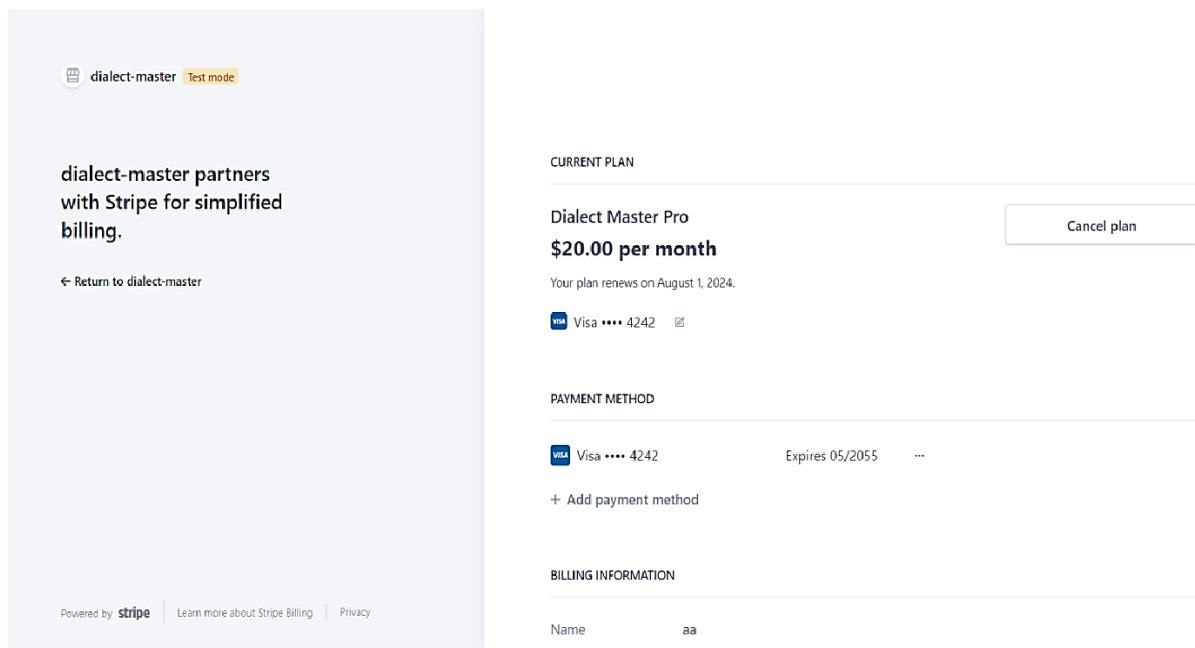 dialect-master Test mode
dialect-master partners
with Stripe for simplified
billing.
← Return to dialect-master
Powered by stripe
Learn more about Stripe Billing
Privacy
CURRENT PLAN
Dialect Master Pro
Cancel plan
$20.00 per month
Your plan renews on August 1, 2024.
VISA Visa •••• 4242
PAYMENT METHOD
VISA Visa •••• 4242 Expires 05/2055 ···
+ Add payment method
BILLING INFORMATION
Name aa